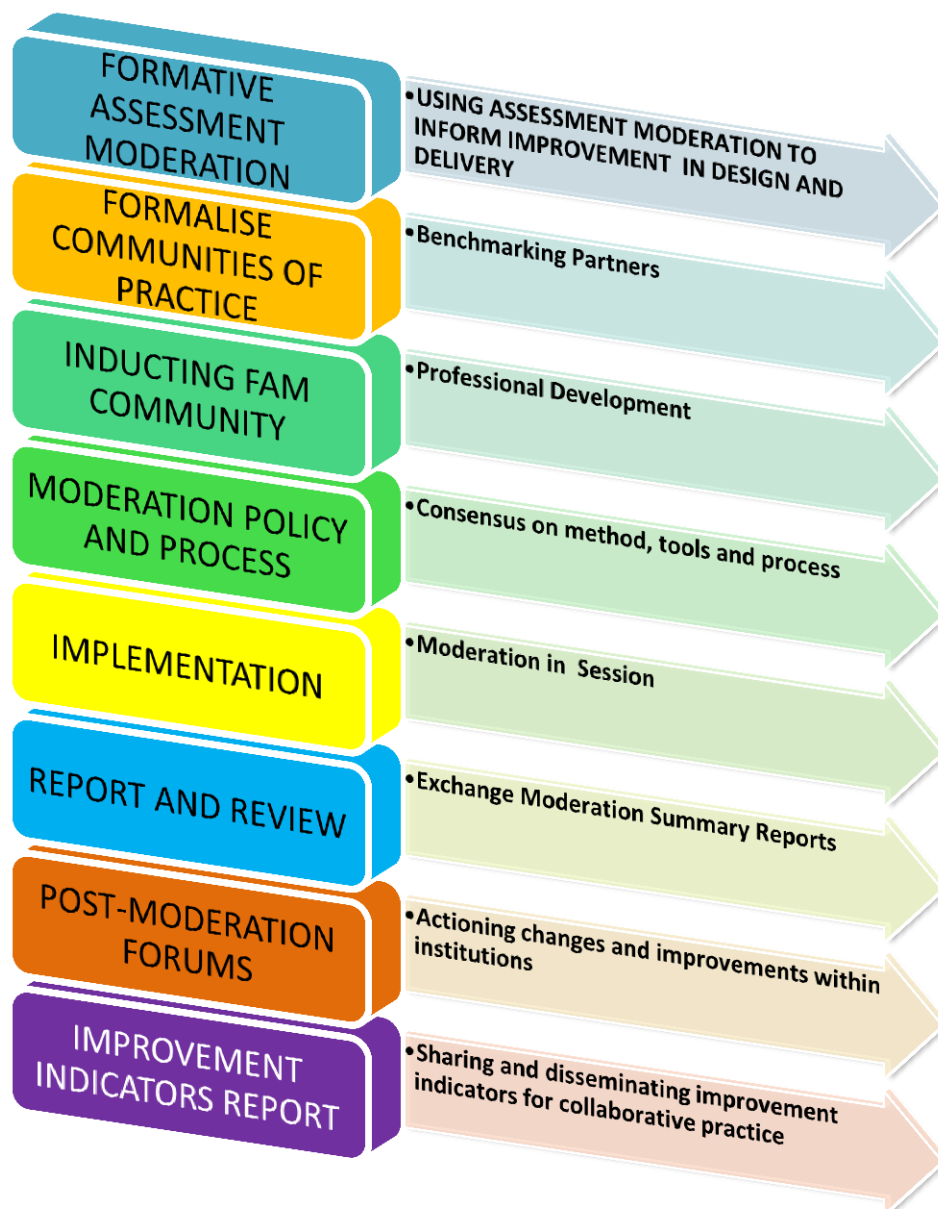 FORMATIVE
ASSESSMENT
MODERATION
•USING ASSESSMENT MODERATION TO
INFORM IMPROVEMENT IN DESIGN AND
DELIVERY
FORMALISE
COMMUNITIES OF
PRACTICE
•Benchmarking Partners
INDUCTING FAM
COMMUNITY
•Professional Development
MODERATION POLICY
AND PROCESS
•Consensus on method, tools and process
IMPLEMENTATION
•Moderation in Session
REPORT AND REVIEW
•Exchange Moderation Summary Reports
POST-MODERATION
FORUMS
•Actioning changes and improvements within
institutions
IMPROVEMENT
INDICATORS REPORT
•Sharing and disseminating improvement
indicators for collaborative practice